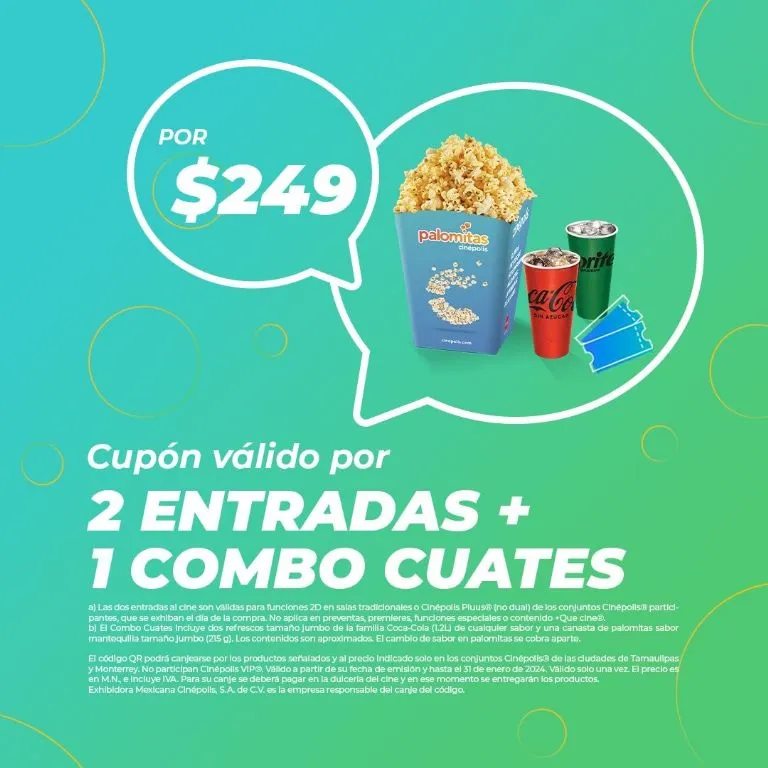 POR
$249
palomitas
cinépolis
cinepolis.com
SIN AZÚCAR
Cupón válido por
2 ENTRADAS +
1 COMBO CUATES
a) Las dos entradas al cine son válidas para funciones 2D en salas tradicionales o Cinépolis Pluus® (no dual) de los conjuntos Cinépolis® partici-
pantes, que se exhiban el día de la compra. No aplica en preventas, premieres, funciones especiales o contenido +Que cine®.
b) El Combo Cuates incluye dos refrescos tamaño jumbo de la familia Coca-Cola (1.2L) de cualquier sabor y una canasta de palomitas sabor
mantequilla tamaño jumbo (215 g). Los contenidos son aproximados. El cambio de sabor en palomitas se cobra aparte.
El código QR podrá canjearse por los productos señalados y al precio indicado solo en los conjuntos Cinépolis® de las ciudades de Tamaulipas
y Monterrey. No participan Cinépolis VIP®. Válido a partir de su fecha de emisión y hasta el 31 de enero de 2024. Válido solo una vez. El precio es
en M.N., e incluye IVA. Para su canje se deberá pagar en la dulcería del cine y en ese momento se entregarán los productos.
Exhibidora Mexicana Cinépolis, S.A. de C.V. es la empresa responsable del canje del código.